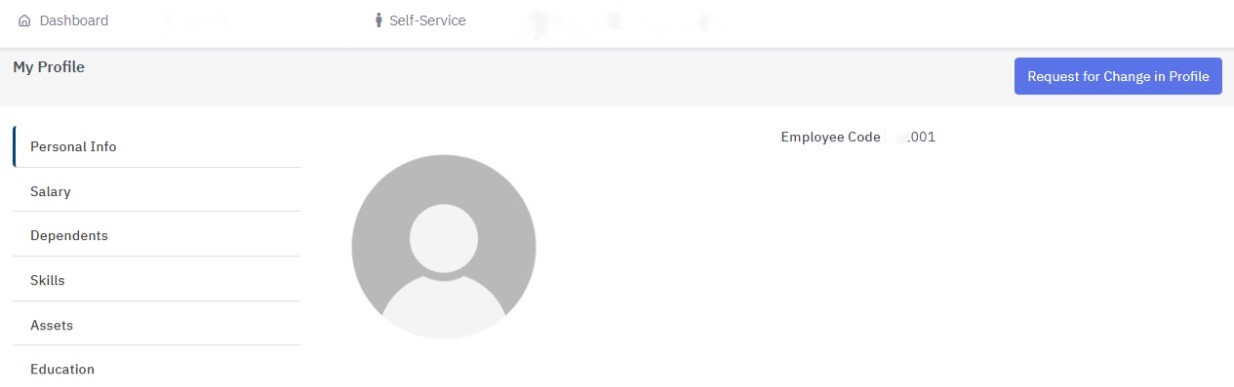 Dashboard
Self-Service
My Profile
Request for Change in Profile
Personal Info
Salary
Dependents
Skills
Assets
Education
Employee Code .001